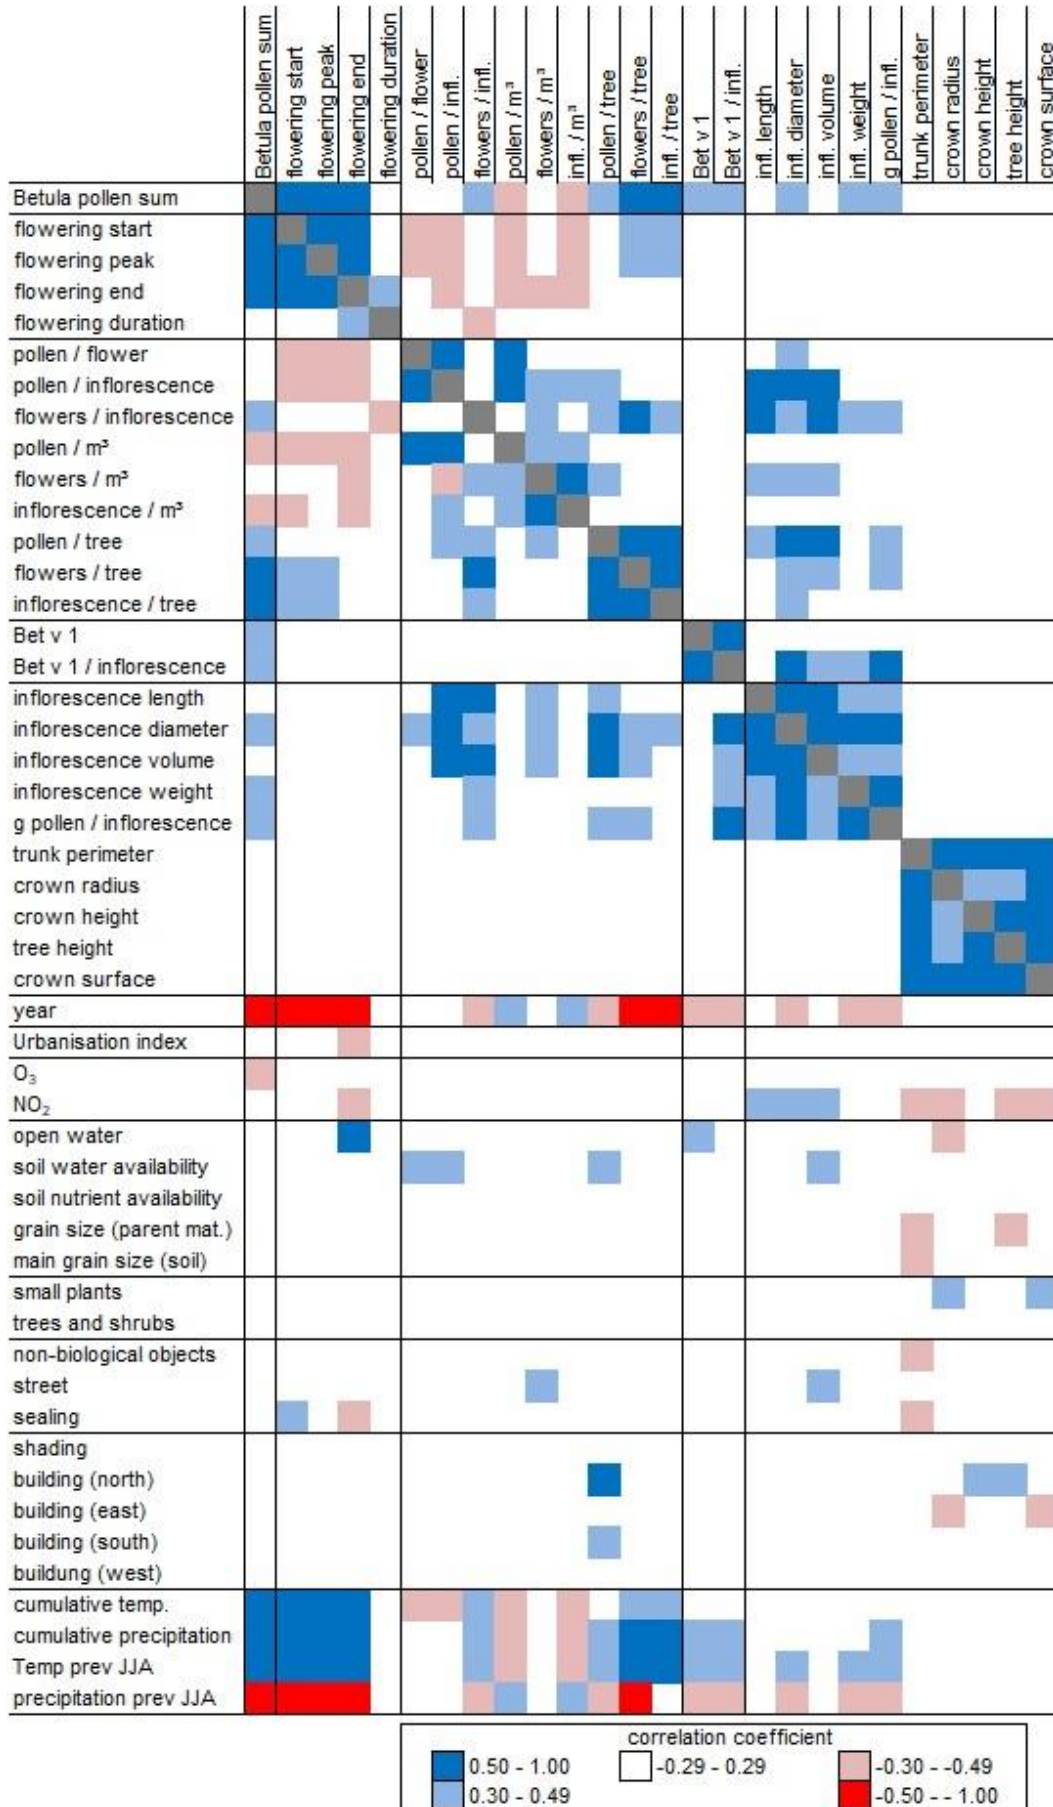 Betula pollen sum
flowering start
flowering peak
flowering end
flowering duration
pollen / flower
pollen / infl.
flowers / infl.
pollen / m³
flowers / m³
infl. / m³
pollen / tree
flowers / tree
infl. / tree
Bet v 1
Bet v 1 / infl.
infl. length
infl. diameter
infl. volume
infl. weight
g pollen / infl.
trunk perimeter
crown radius
crown height
tree height
crown surface
Betula pollen sum
flowering start
flowering peak
flowering end
flowering duration
pollen / flower
pollen / inflorescence
flowers / inflorescence
pollen / m³
flowers / m³
inflorescence / m³
pollen / tree
flowers / tree
inflorescence / tree
Bet v 1
Bet v 1 / inflorescence
inflorescence length
inflorescence diameter
inflorescence volume
inflorescence weight
g pollen / inflorescence
trunk perimeter
crown radius
crown height
tree height
crown surface
year
Urbanisation index
O₃
NO₂
open water
soil water availability
soil nutrient availability
grain size (parent mat.)
main grain size (soil)
small plants
trees and shrubs
non-biological objects
street
sealing
shading
building (north)
building (east)
building (south)
buildung (west)
cumulative temp.
cumulative precipitation
Temp prev JJA
precipitation prev JJA
correlation coefficient
0.50 - 1.00
-0.29 - 0.29
-0.30 - -0.49
0.30 - 0.49
-0.50 - - 1.00